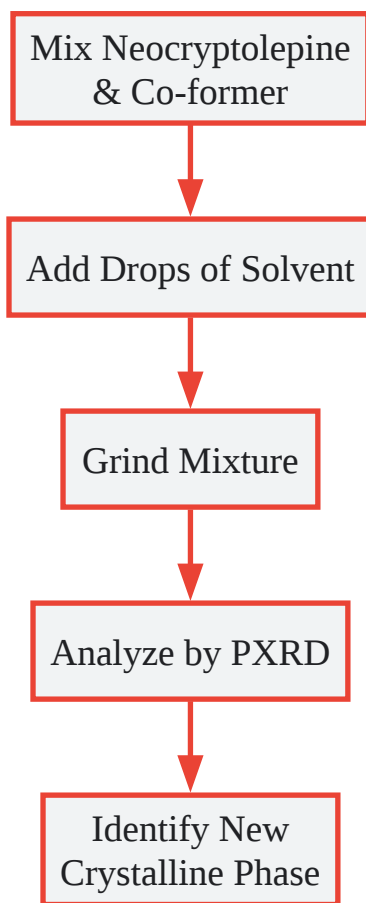 Mix Neocryptolepine
& Co-former
Add Drops of Solvent
Grind Mixture
Analyze by PXRD
Identify New
Crystalline Phase